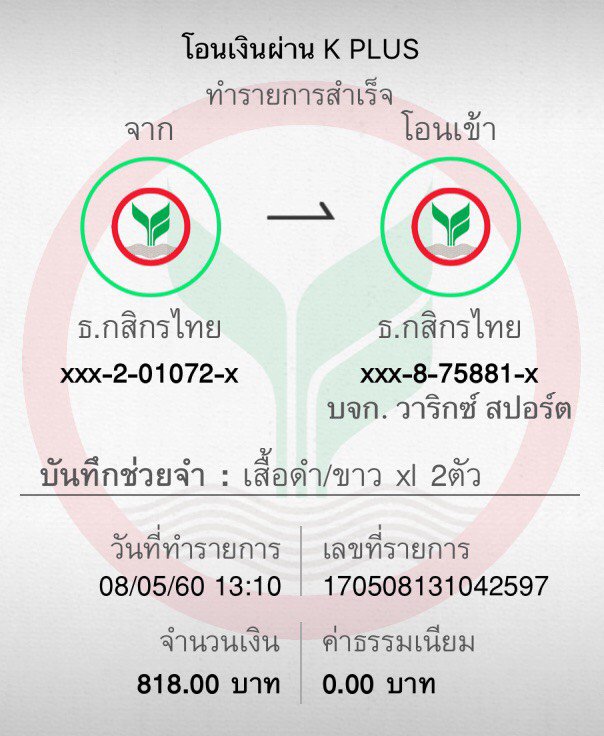 โอนเงินผ่าน K PLUS
ทำรายการสำเร็จ
จาก
โอนเข้า
ธ.กสิกรไทย
xxx-2-01072-x
ธ.กสิกรไทย
xxx-8-75881-x
บจก. วาริกซ์ สปอร์ต
บันทึกช่วยจำ : เสื้อดำ/ขาว xl 2ตัว
วันที่ทำรายการ
08/05/60 13:10
เลขที่รายการ
170508131042597
จำนวนเงิน
818.00 บาท
ค่าธรรมเนียม
0.00 บาท